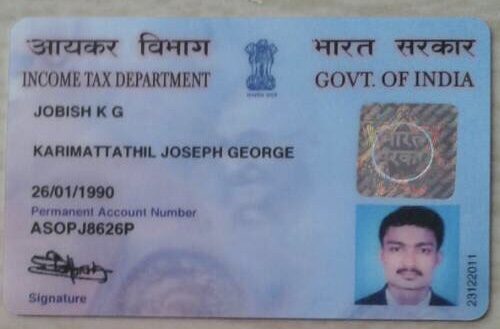 आयकर विभाग
भारत सरकार
INCOME TAX DEPARTMENT
GOVT. OF INDIA
JOBISH K G
KARIMATTATHIL JOSEPH GEORGE
26/01/1990
Permanent Account Number
ASOPJ8626P
Signature
23122011
भारत